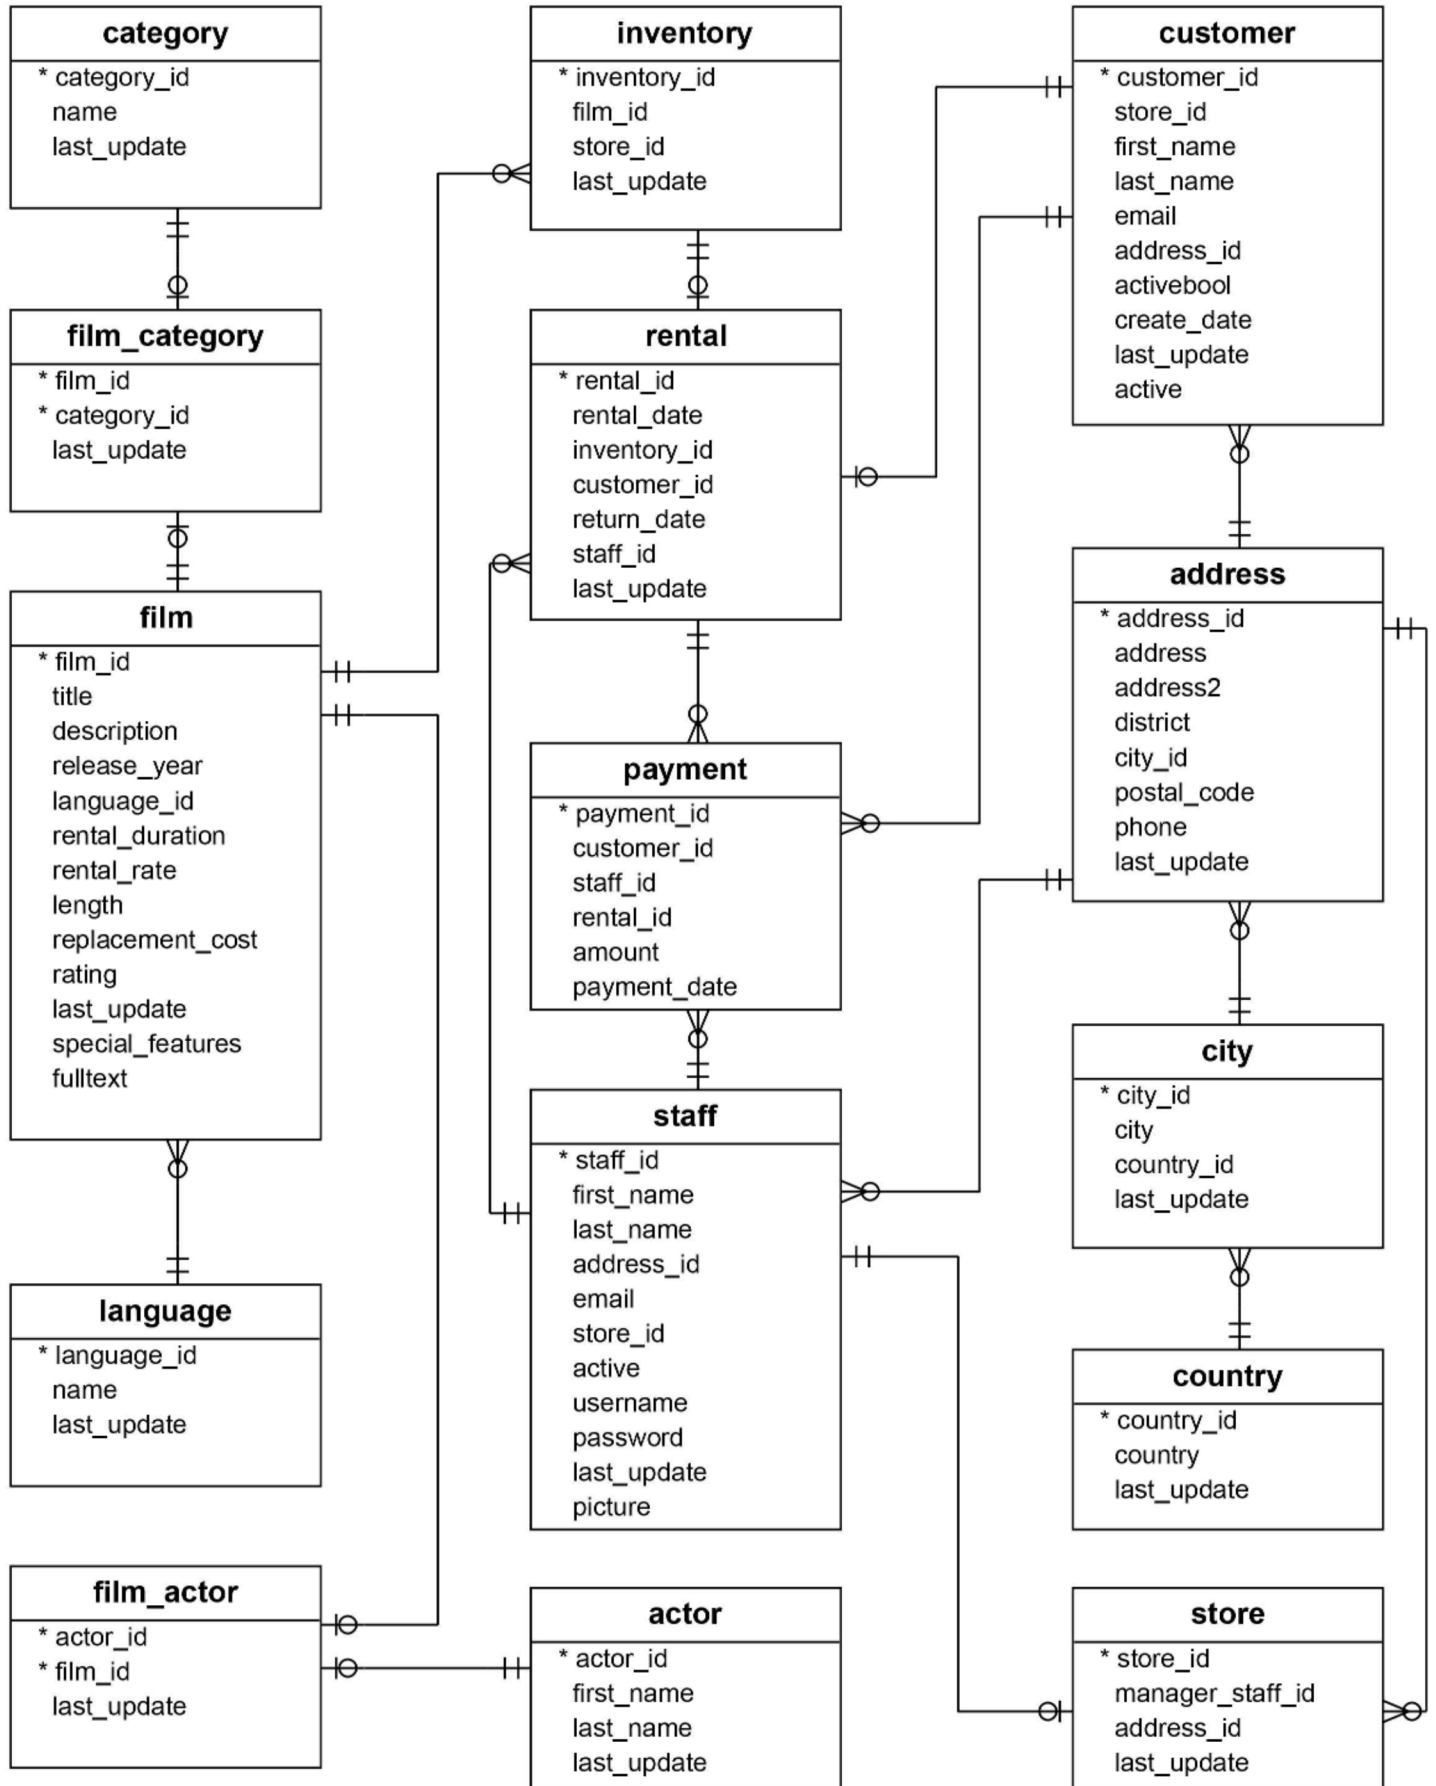 category
* category_id
name
last_update
film_category
* film_id
* category_id
last_update
film
* film_id
title
description
release_year
language_id
rental_duration
rental_rate
length
replacement_cost
rating
last_update
special_features
fulltext
language
* language_id
name
last_update
film_actor
* actor_id
* film_id
last_update
inventory
* inventory_id
film_id
store_id
last_update
rental
* rental_id
rental_date
inventory_id
customer_id
return_date
staff_id
last_update
payment
* payment_id
customer_id
staff_id
rental_id
amount
payment_date
staff
* staff_id
first_name
last_name
address_id
email
store_id
active
username
password
last_update
picture
actor
* actor_id
first_name
last_name
last_update
customer
* customer_id
store_id
first_name
last_name
email
address_id
activebool
create_date
last_update
active
address
* address_id
address
address2
district
city_id
postal_code
phone
last_update
city
* city_id
city
country_id
last_update
country
* country_id
country
last_update
store
* store_id
manager_staff_id
address_id
last_update